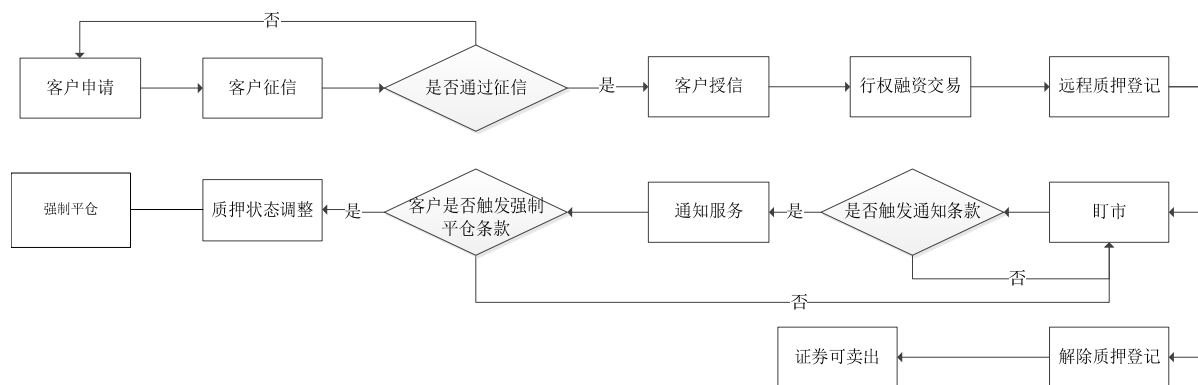 否
客户申请
客户征信
是否通过征信
是
客户授信
行权融资交易
远程质押登记
强制平仓
质押状态调整
是
客户是否触发强制
平仓条款
通知服务
是
是否触发通知条款
盯市
否
否
证券可卖出
解除质押登记